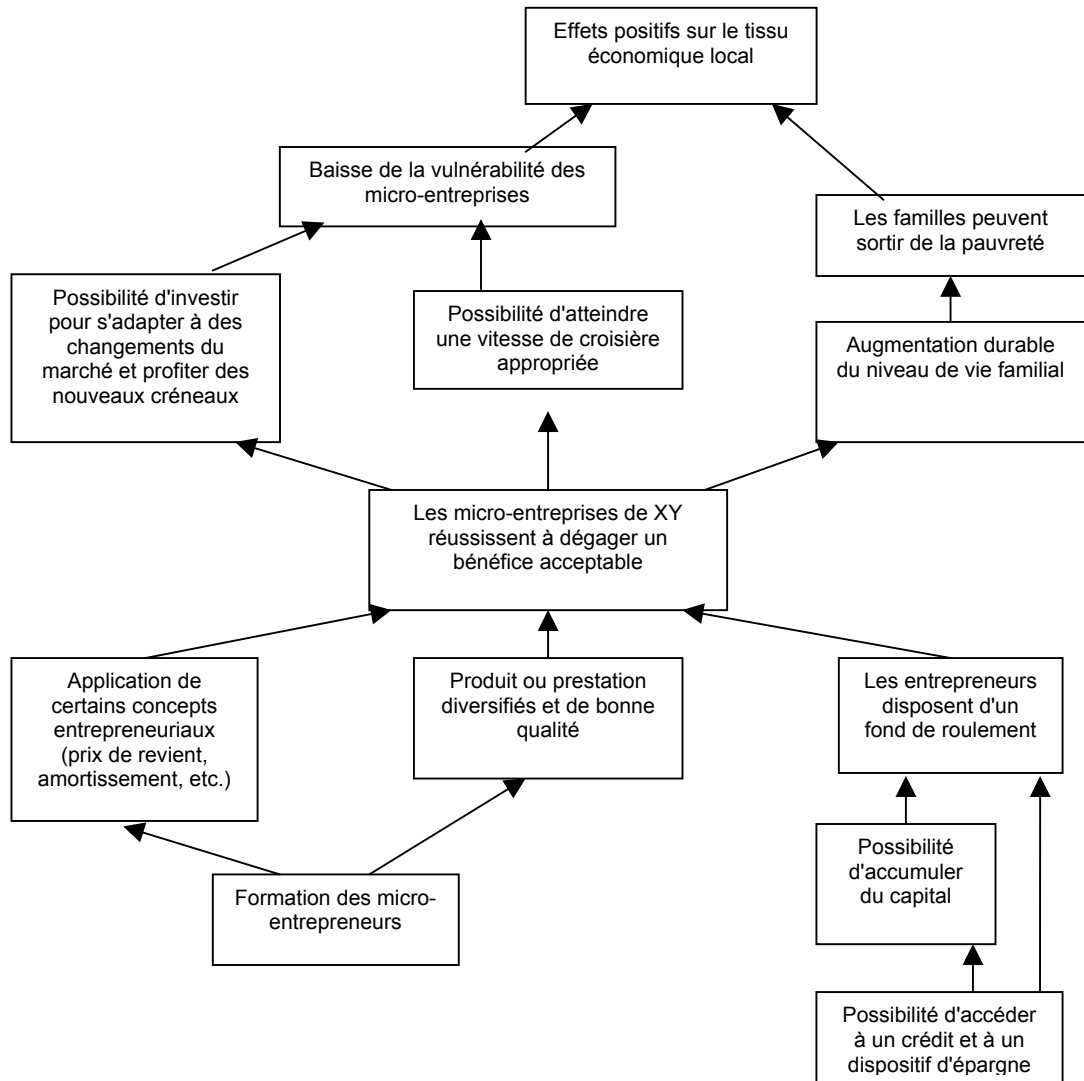 Effets positifs sur le tissu
économique local
Baisse de la vulnérabilité des
micro-entreprises
Les familles peuvent
sortir de la pauvreté
Possibilité d'investir
pour s'adapter à des
changements du
marché et profiter des
nouveaux créneaux
Possibilité d'atteindre
une vitesse de croisière
appropriée
Augmentation durable
du niveau de vie familial
Les micro-entreprises de XY
réussissent à dégager un
bénéfice acceptable
Application de
certains concepts
entrepreneuriaux
(prix de revient,
amortissement, etc.)
Produit ou prestation
diversifiés et de bonne
qualité
Les entrepreneurs
disposent d'un
fond de roulement
Possibilité
d'accumuler
du capital
Formation des micro-
entrepreneurs
Possibilité d'accéder
à un crédit et à un
dispositif d'épargne